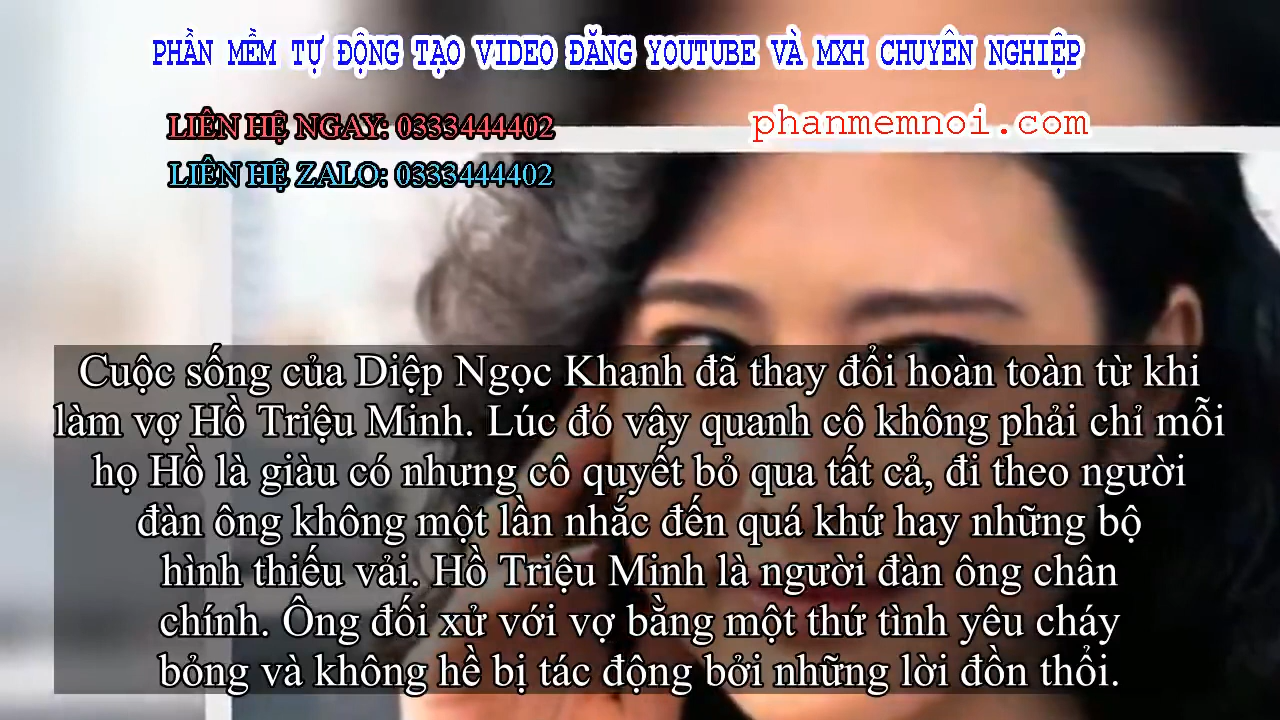 PHẦN MỀM TỰ ĐỘNG TẠO VIDEO ĐĂNG YOUTUBE VÀ MXH CHUYÊN NGHIỆP
LIÊN HỆ NGAY: 0333444402
phanmemnoi.com
LIÊN HỆ ZALO: 0333444402
Cuộc sống của Diệp Ngọc Khanh đã thay đổi hoàn toàn từ khi
làm vợ Hồ Triệu Minh. Lúc đó vây quanh cô không phải chỉ mỗi
họ Hồ là giàu có nhưng cô quyết bỏ qua tất cả, đi theo người
đàn ông không một lần nhắc đến quá khứ hay những bộ
hình thiếu vải. Hồ Triệu Minh là người đàn ông chân
chính. Ông đối xử với vợ bằng một thứ tình yêu cháy
bỏng và không hề bị tác động bởi những lời đồn thổi.